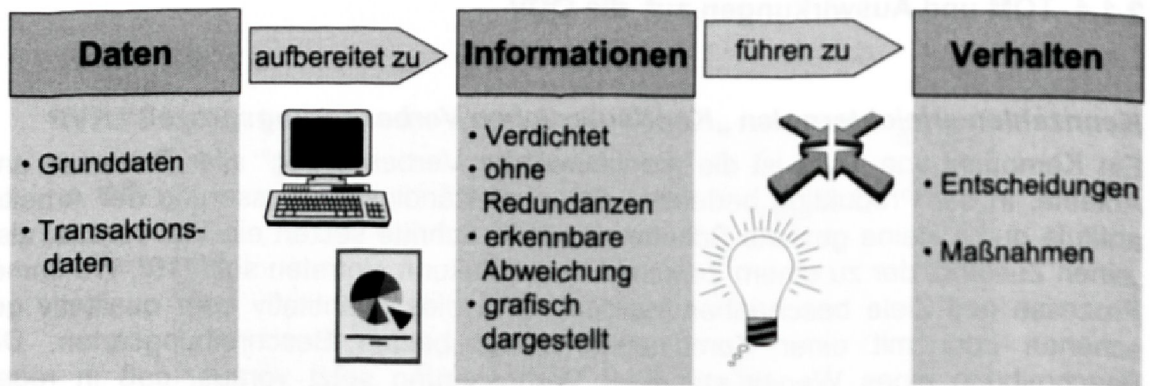 Daten
aufbereitet zu
Informationen
führen zu
Verhalten
• Grunddaten
• Transaktions-
daten
• Verdichtet
• ohne
Redundanzen
• erkennbare
Abweichung
• grafisch
dargestellt
• Entscheidungen
• Maßnahmen